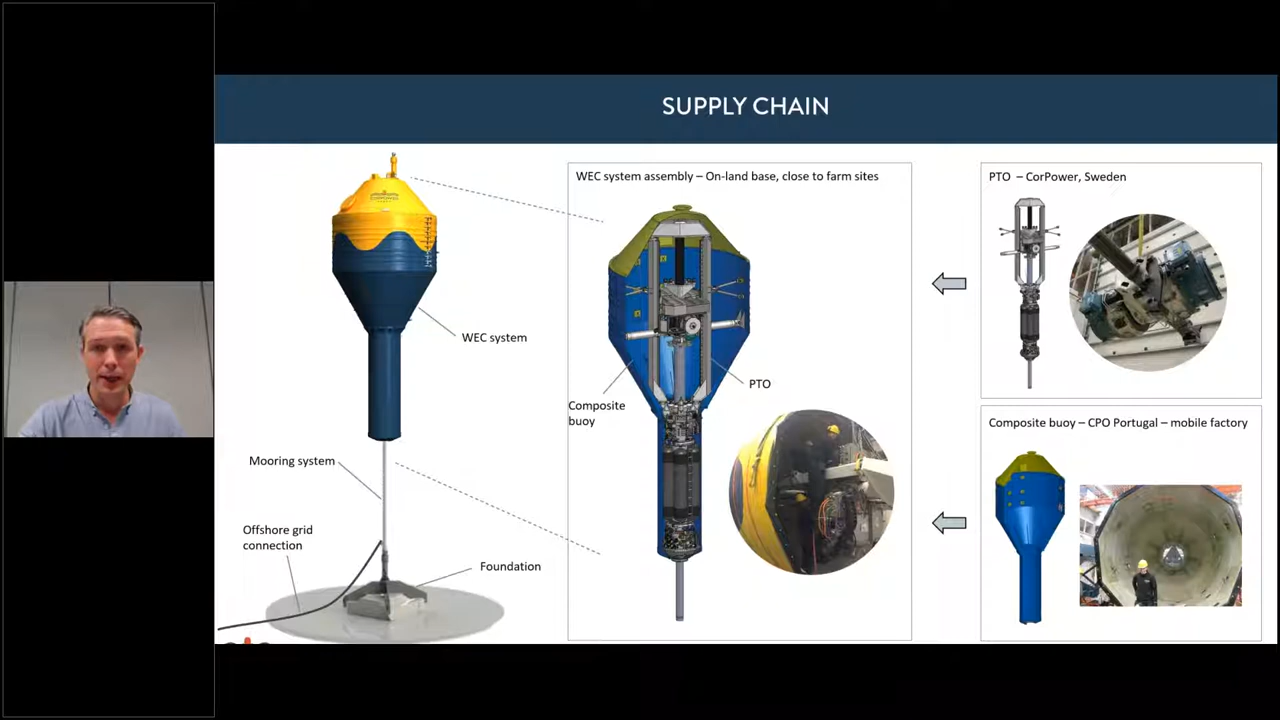 SUPPLY CHAIN
WEC system
Mooring system
Offshore grid
connection
Foundation
WEC system assembly – On-land base, close to farm sites
Composite
buoy
PTO
PTO – CorPower, Sweden
Composite buoy – CPO Portugal – mobile factory